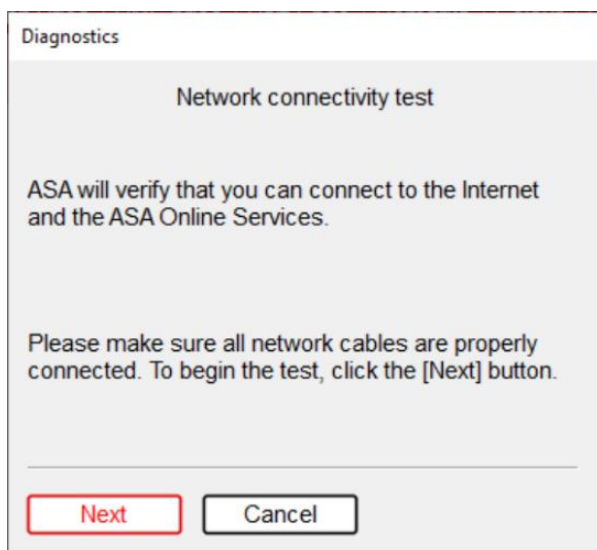 Diagnostics
Network connectivity test
ASA will verify that you can connect to the Internet
and the ASA Online Services.
Please make sure all network cables are properly
connected. To begin the test, click the [Next] button.
Next
Cancel